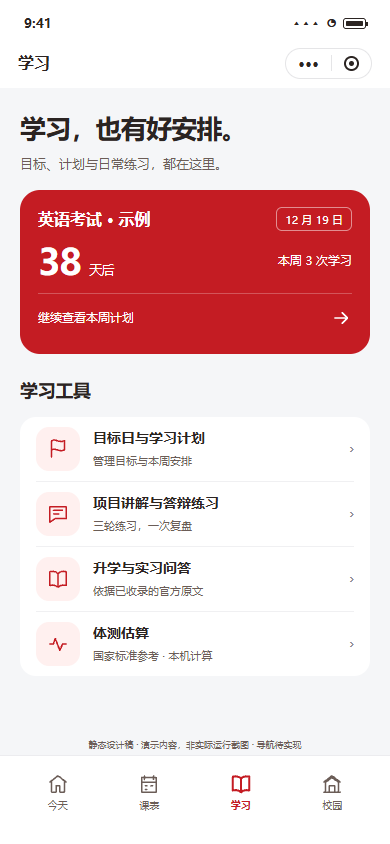 9:41
学习
学习，也有好安排。
目标、计划与日常练习，都在这里。
英语考试 • 示例
12 月 19 日
38 天后
本周 3 次学习
继续查看本周计划
学习工具
目标日与学习计划
管理目标与本周安排
项目讲解与答辩练习
三轮练习，一次复盘
升学与实习问答
依据已收录的官方原文
体测估算
国家标准参考 · 本机计算
静态设计稿 · 演示内容，非实际运行截图 · 导航待实现
今天
课表
学习
校园